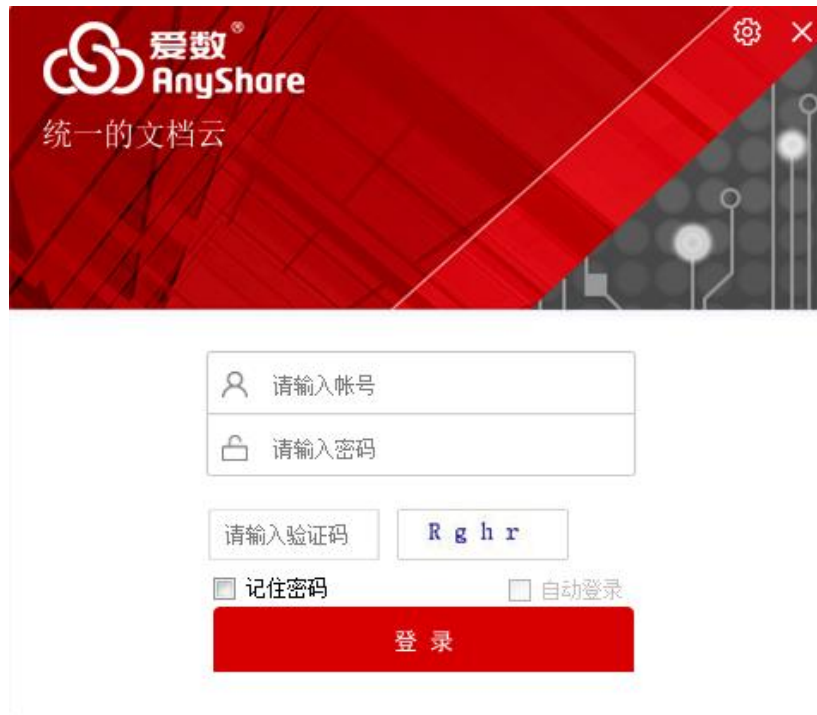 爱数®
AnyShare
统一的文档云
请输入帐号
请输入密码
请输入验证码 Rghr
记住密码 自动登录
登 录